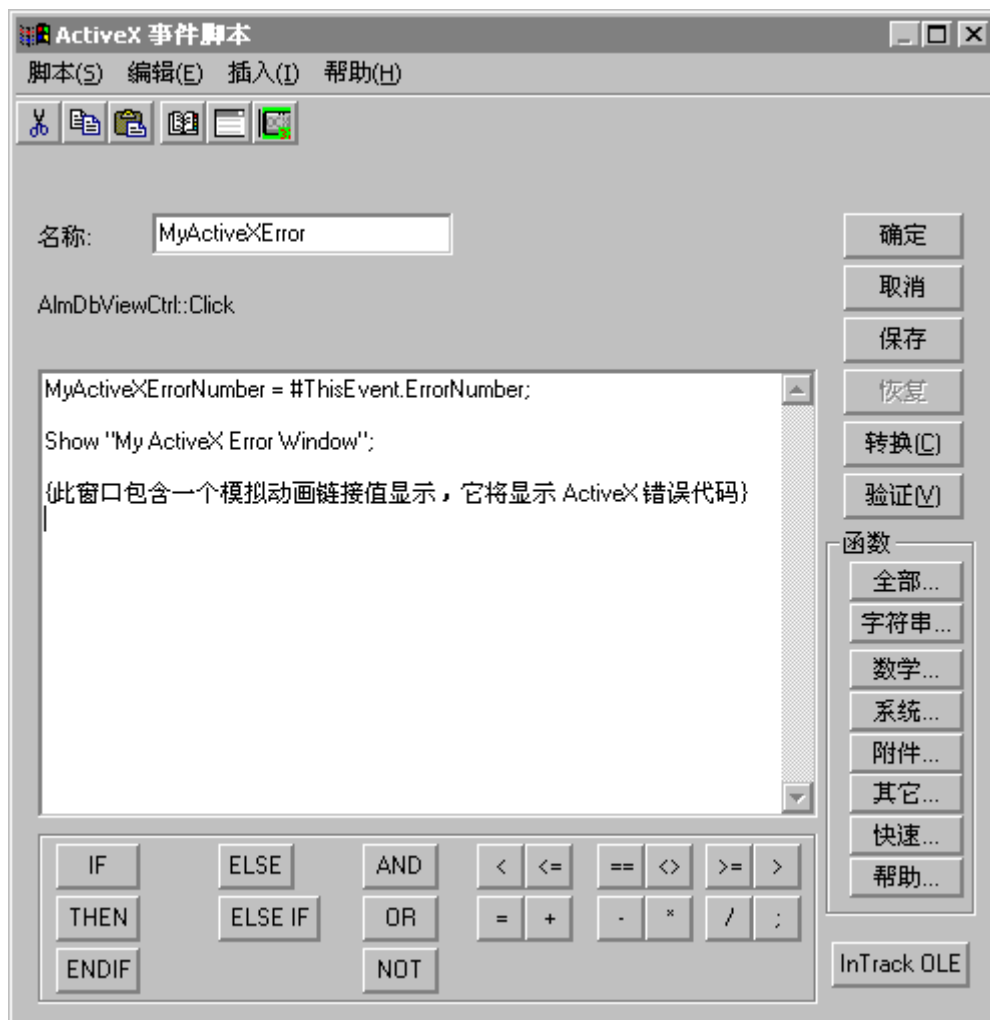 ActiveX 事件脚本
脚本(S) 编辑(E) 插入(I) 帮助(H)
名称: MyActiveXError
确定
AlmDbViewCtrl::Click
取消
保存
MyActiveXErrorNumber = #ThisEvent.ErrorNumber;
恢复
Show "My ActiveX Error Window";
转换(C)
{此窗口包含一个模拟动画链接值显示，它将显示 ActiveX 错误代码}
验证(V)
函数
全部...
字符串...
数学...
系统...
附件...
其它...
快速...
帮助...
IF ELSE AND < <= == <> >= >
THEN ELSE IF OR = + - * / ;
ENDIF NOT
InTrack OLE